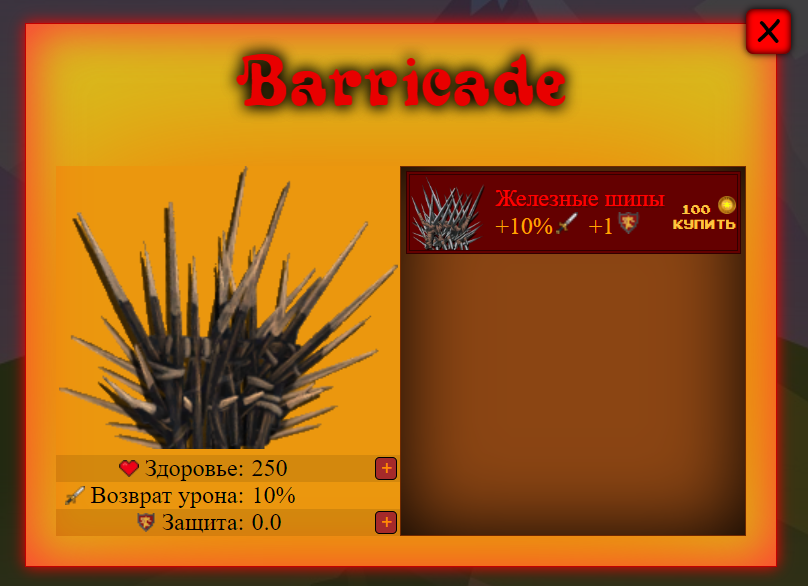 Barricade
Железные шипы
+10% +1
100
КУПИТЬ
Здоровье: 250 +
Возврат урона: 10%
Защита: 0.0 +